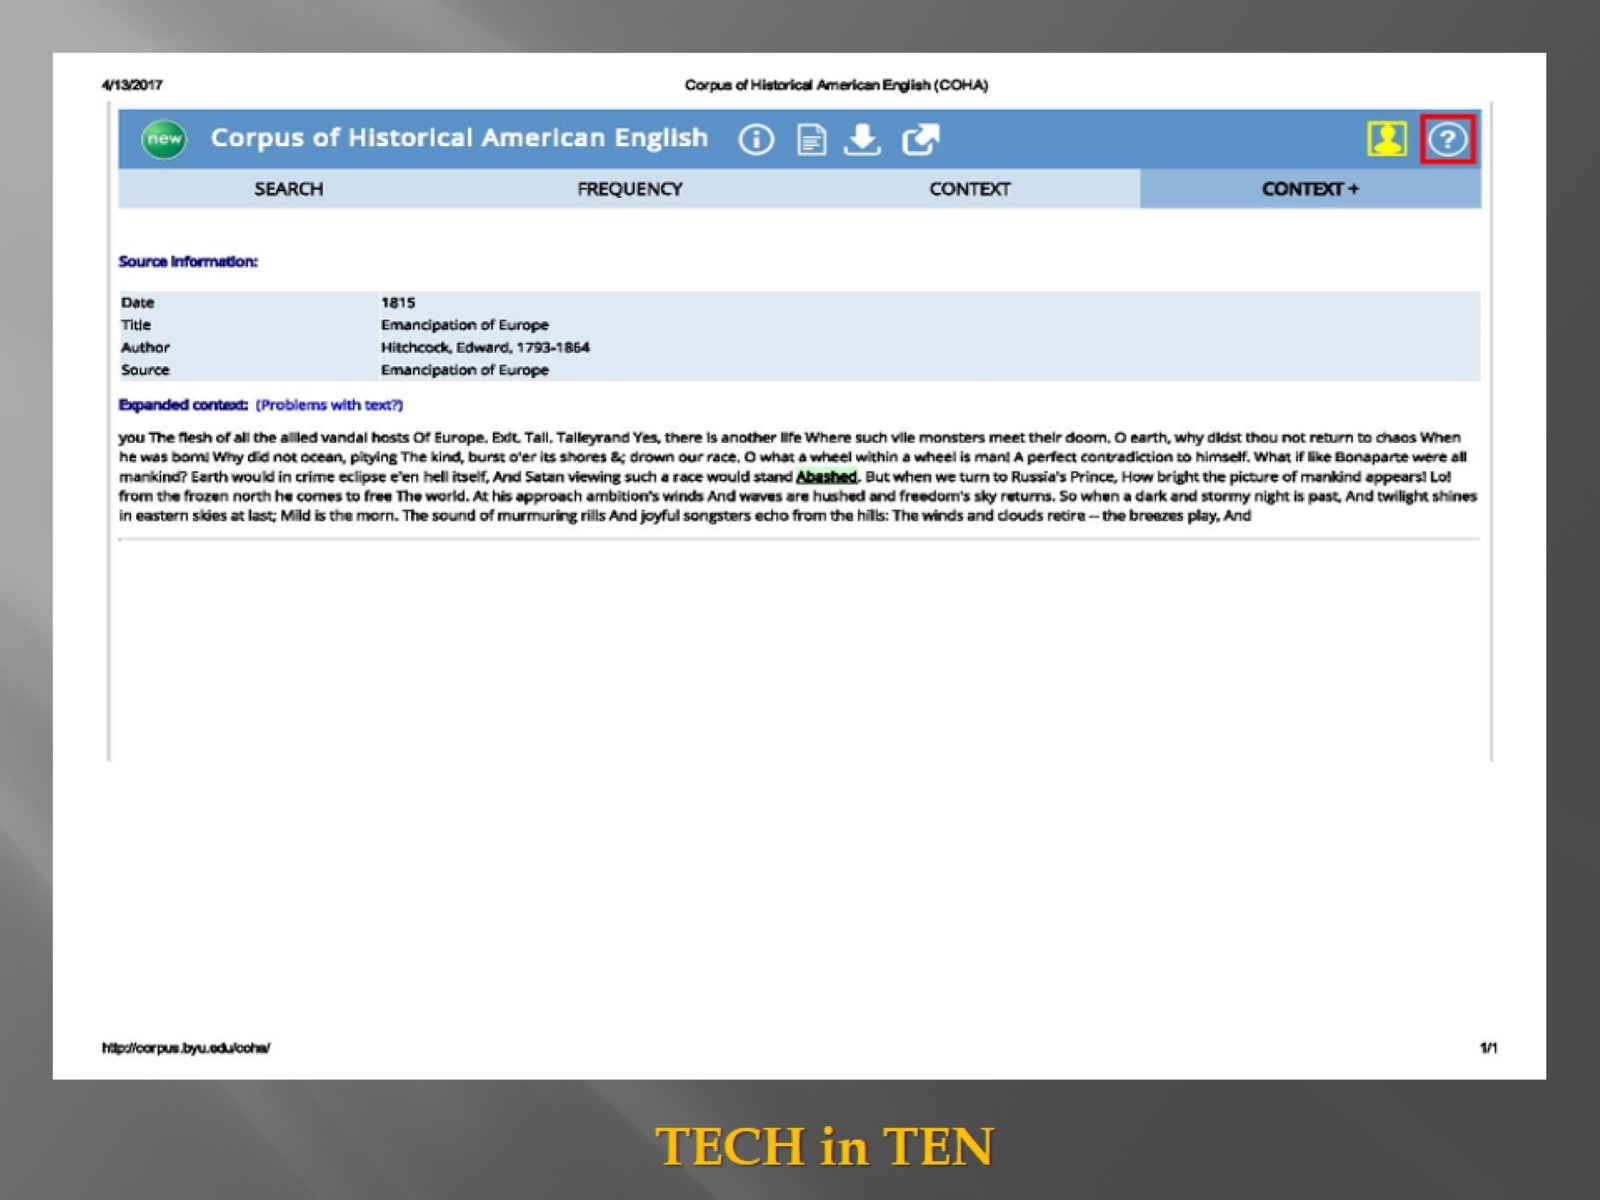 4/13/2017
Corpus of Historical American English (COHA)
new
Corpus of Historical American English
?
SEARCH
FREQUENCY
CONTEXT
CONTEXT +
Source information:
Date 1815
Title Emancipation of Europe
Author Hitchcock, Edward, 1793-1864
Source Emancipation of Europe
Expanded context: (Problems with text?)
you The flesh of all the allied vandal hosts Of Europe. Exit. Tall. Talleyrand Yes, there is another life Where such vile monsters meet their doom. O earth, why didst thou not return to chaos When
he was born! Why did not ocean, pitying The kind, burst o'er its shores &; drown our race. O what a wheel within a wheel is man! A perfect contradiction to himself. What if like Bonaparte were all
mankind? Earth would in crime eclipse e'en hell itself, And Satan viewing such a race would stand Abashed. But when we turn to Russia's Prince, How bright the picture of mankind appears! Lo!
from the frozen north he comes to free The world. At his approach ambition's winds And waves are hushed and freedom's sky returns. So when a dark and stormy night is past, And twilight shines
in eastern skies at last; Mild is the morn. The sound of murmuring rills And joyful songsters echo from the hills: The winds and clouds retire -- the breezes play, And
http://corpus.byu.edu/coha/
1/1
TECH in TEN